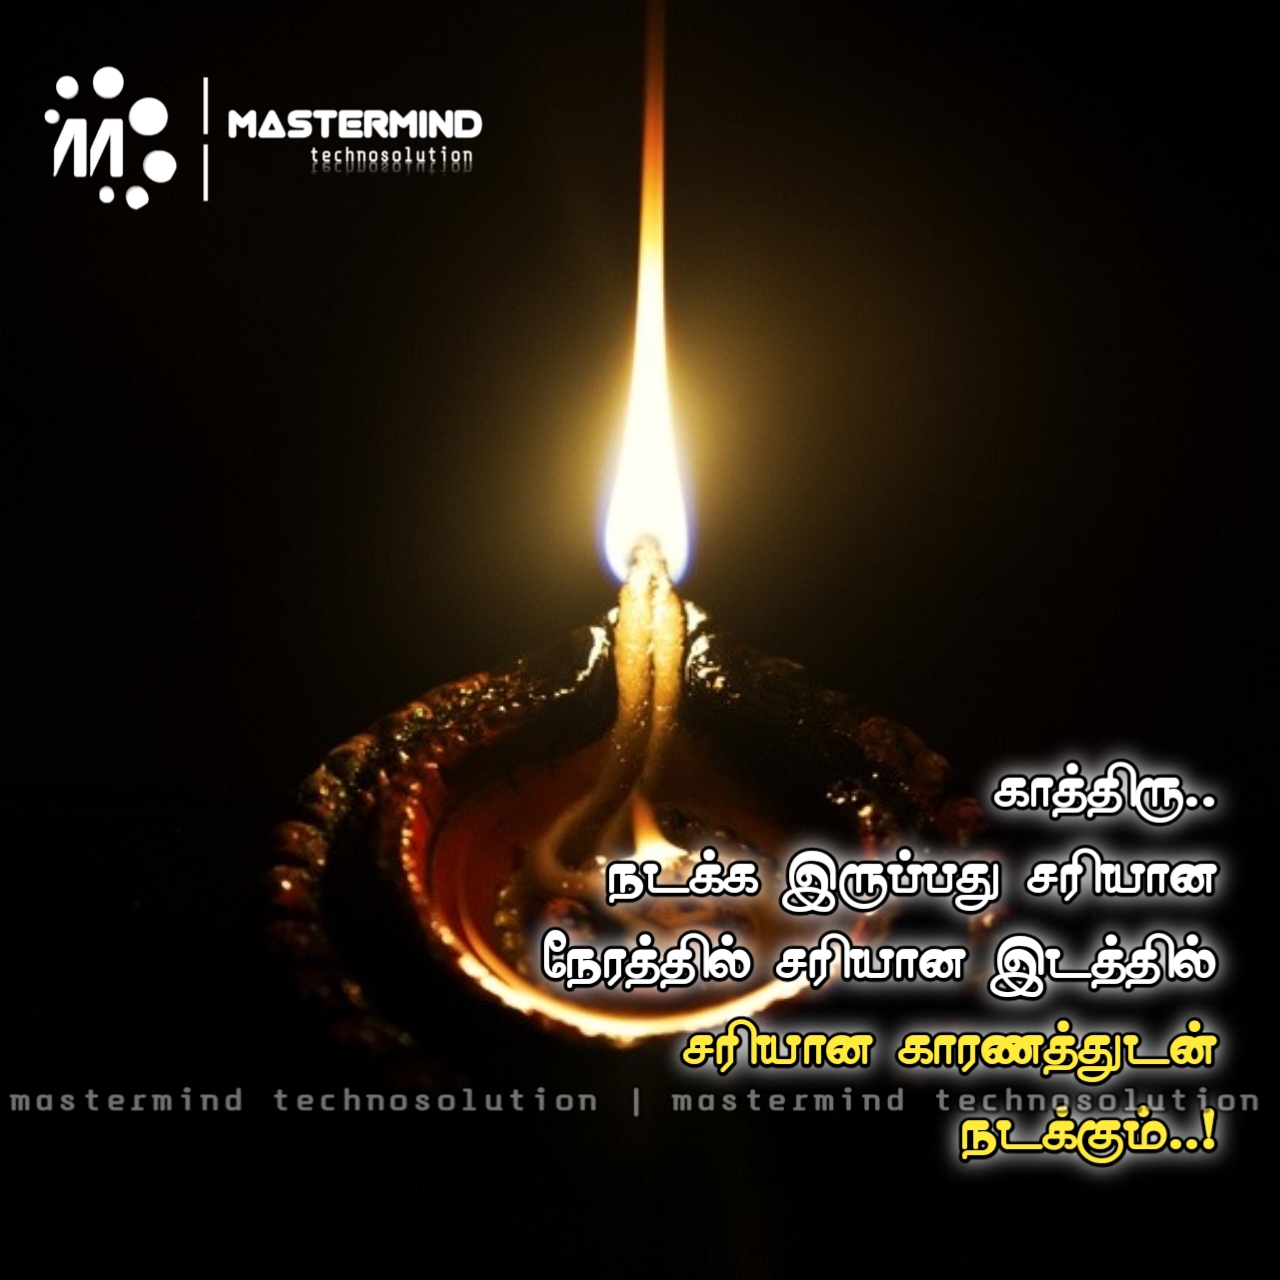 MASTERMIND
technosolution
காத்திரு..
நடக்க இருப்பது சரியான
நேரத்தில் சரியான இடத்தில்
சரியான காரணத்துடன்
mastermind technosolution | mastermind technosolution
நடக்கும்..!